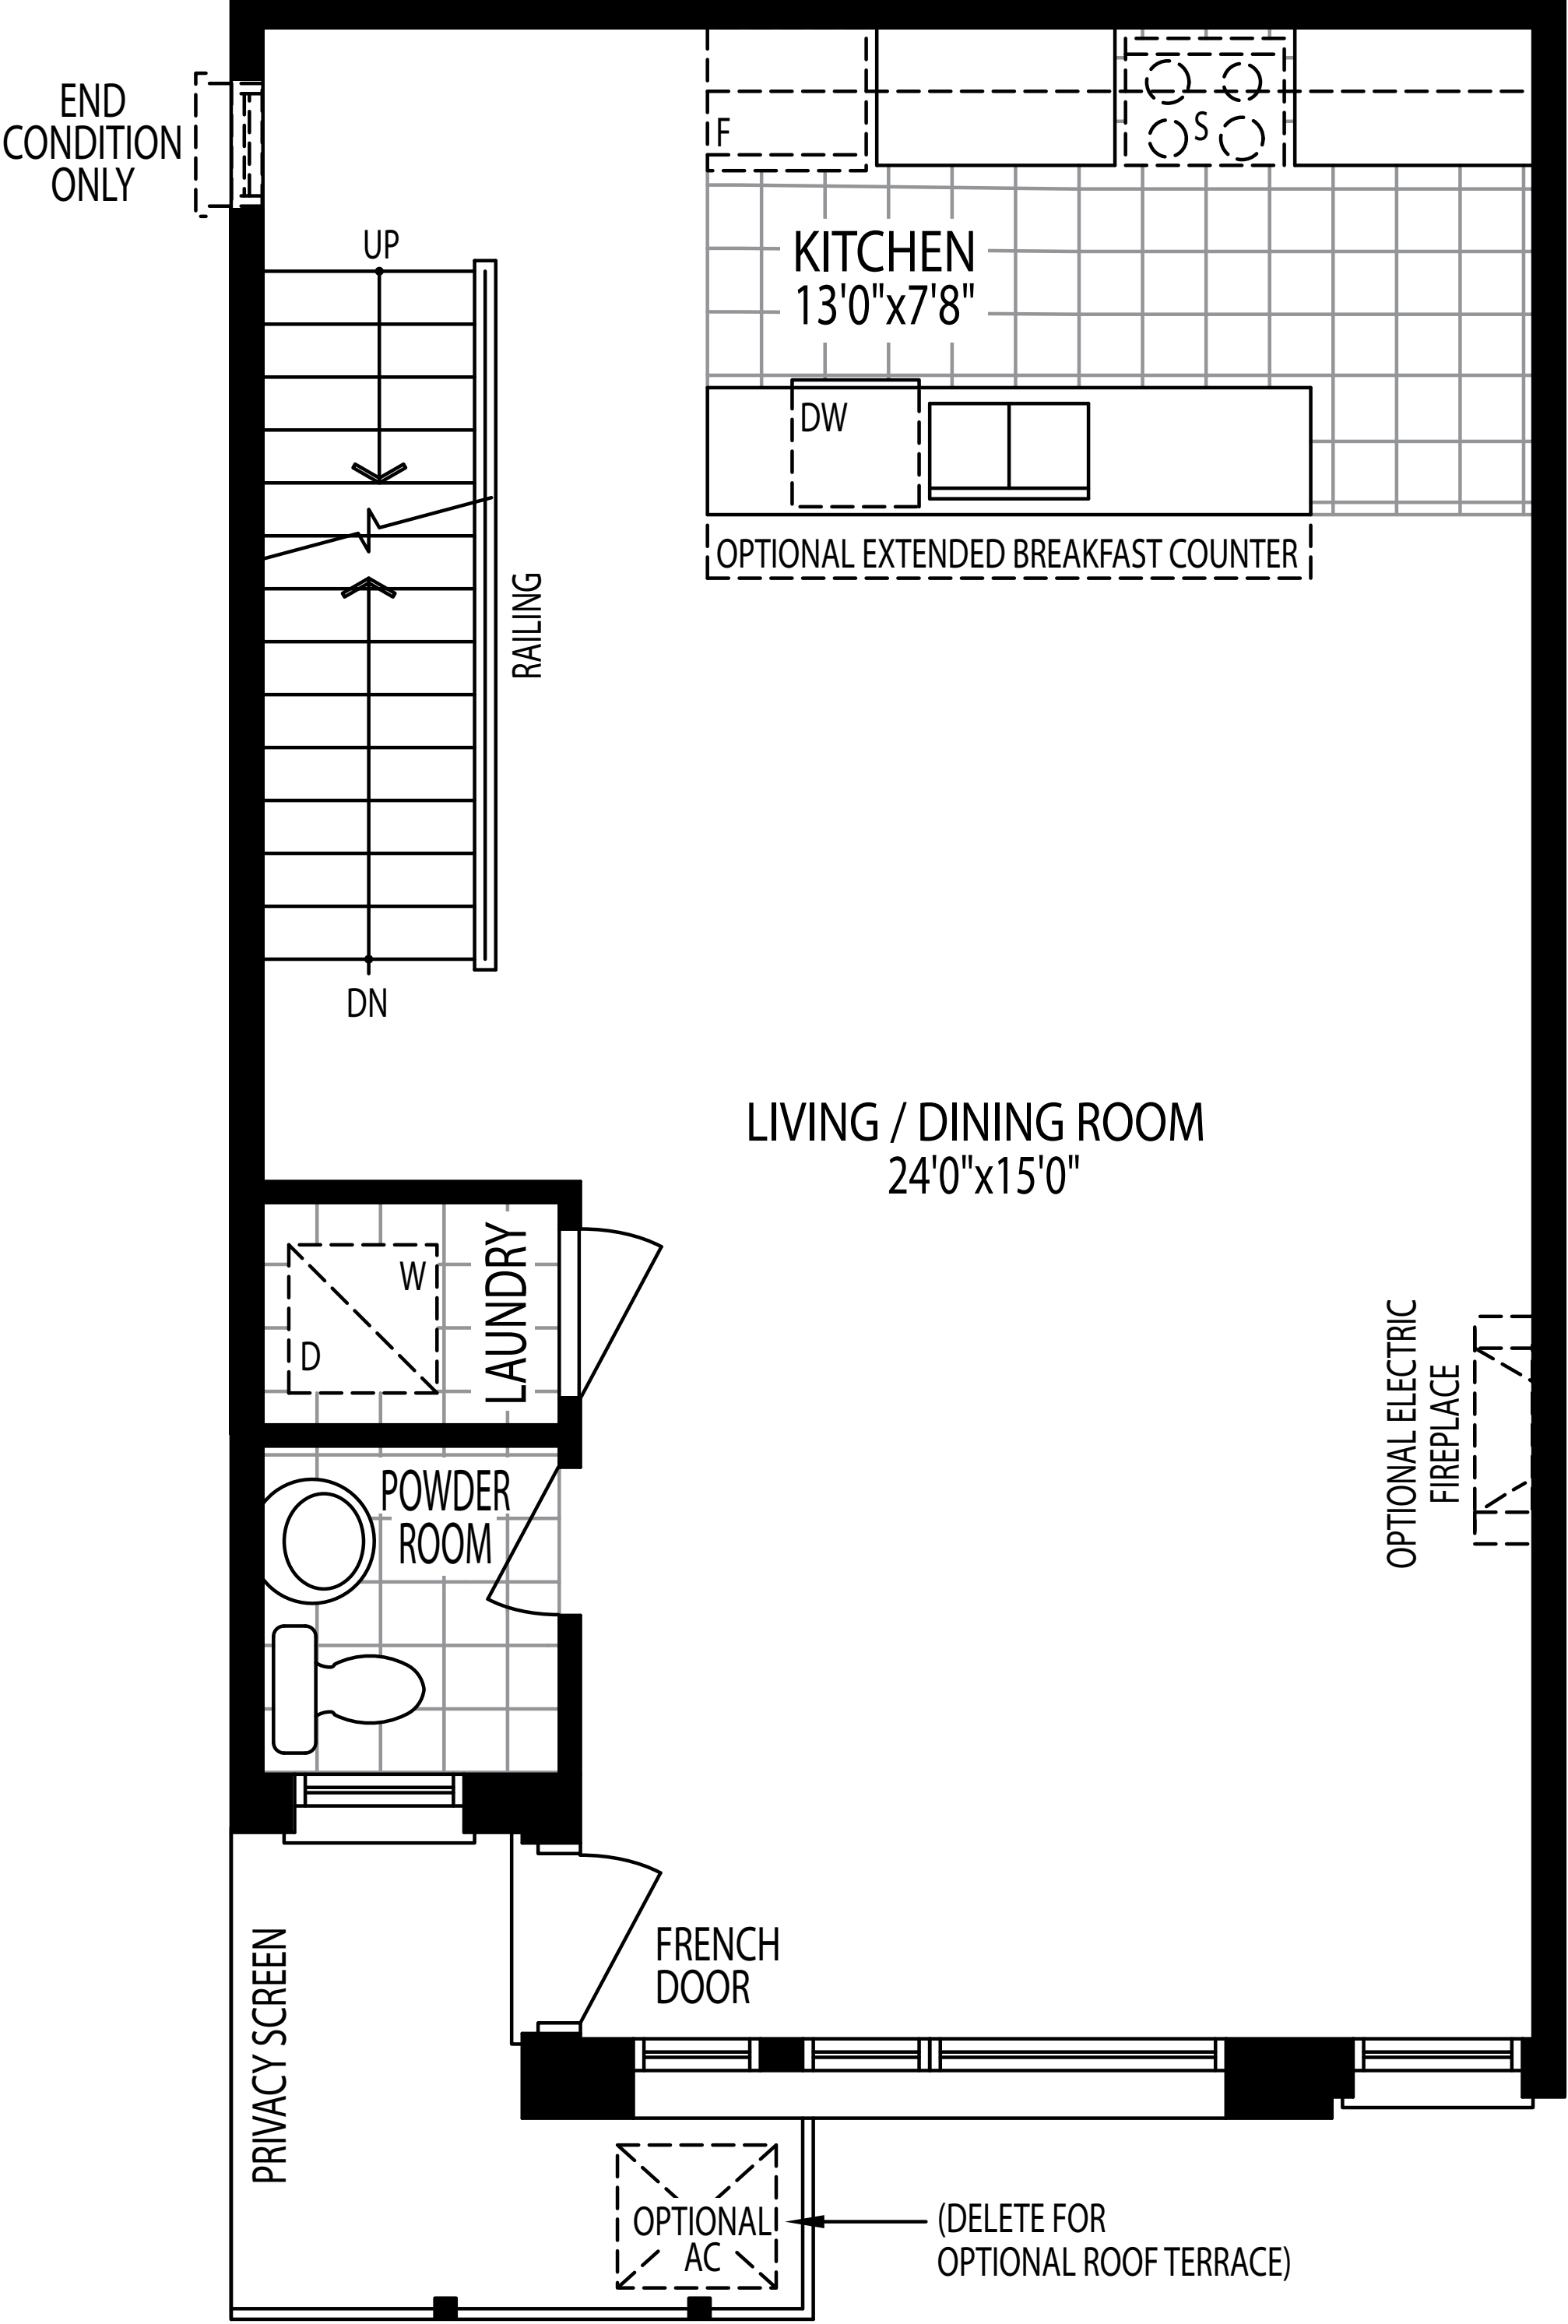 END
CONDITION
ONLY
F
S
UP
KITCHEN
13'0"x7'8"
DW
OPTIONAL EXTENDED BREAKFAST COUNTER
RAILING
DN
LIVING / DINING ROOM
24'0"x15'0"
LAUNDRY
W
D
OPTIONAL ELECTRIC
FIREPLACE
POWDER
ROOM
FRENCH
DOOR
PRIVACY SCREEN
OPTIONAL
AC
(DELETE FOR
OPTIONAL ROOF TERRACE)